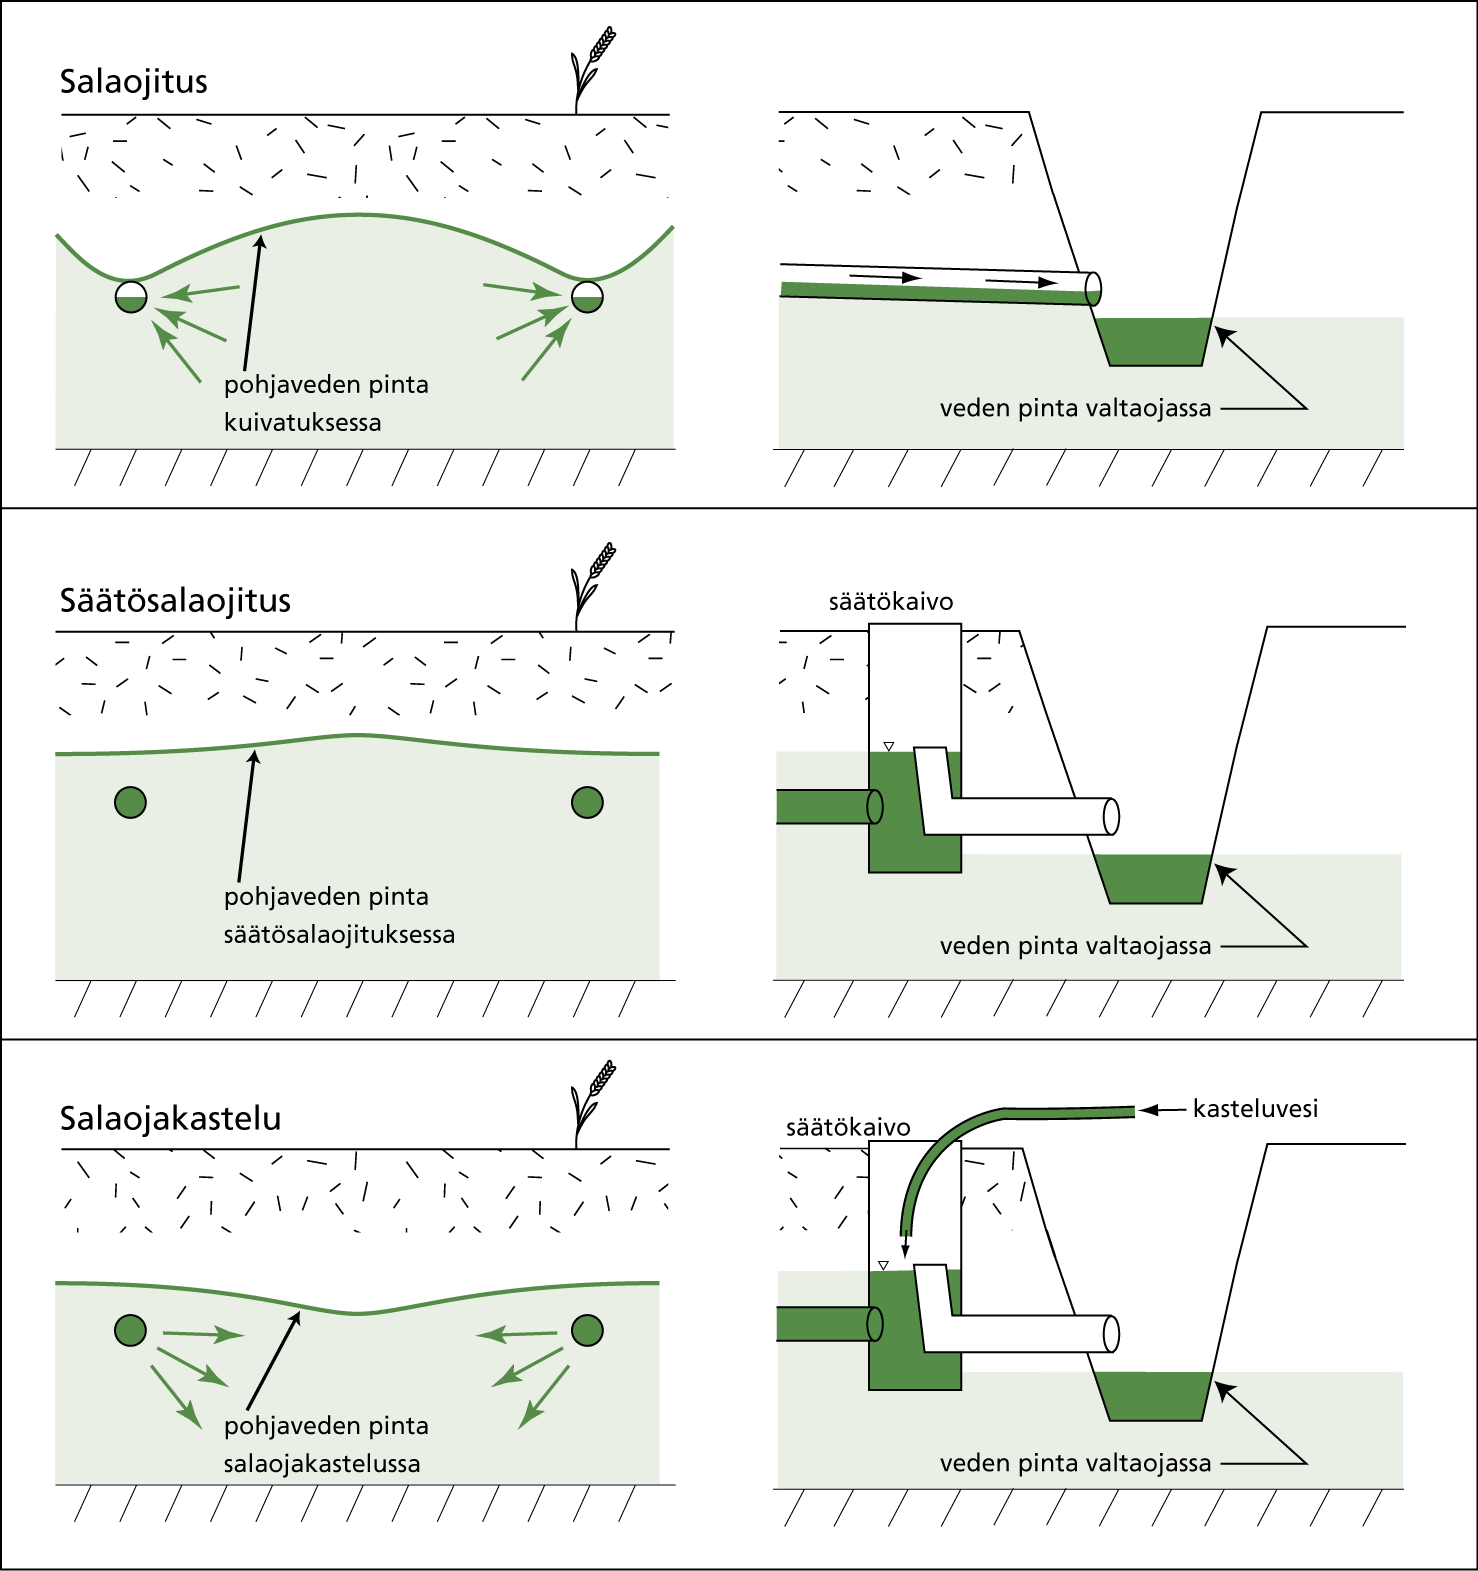 Salaojitus
pohjaveden pinta
kuivatuksessa
veden pinta valtaojassa
Säätösalaojitus
säätökaivo
pohjaveden pinta
säätösalaojituksessa
veden pinta valtaojassa
Salaojakastelu
säätökaivo
kasteluvesi
pohjaveden pinta
salaojakastelussa
veden pinta valtaojassa